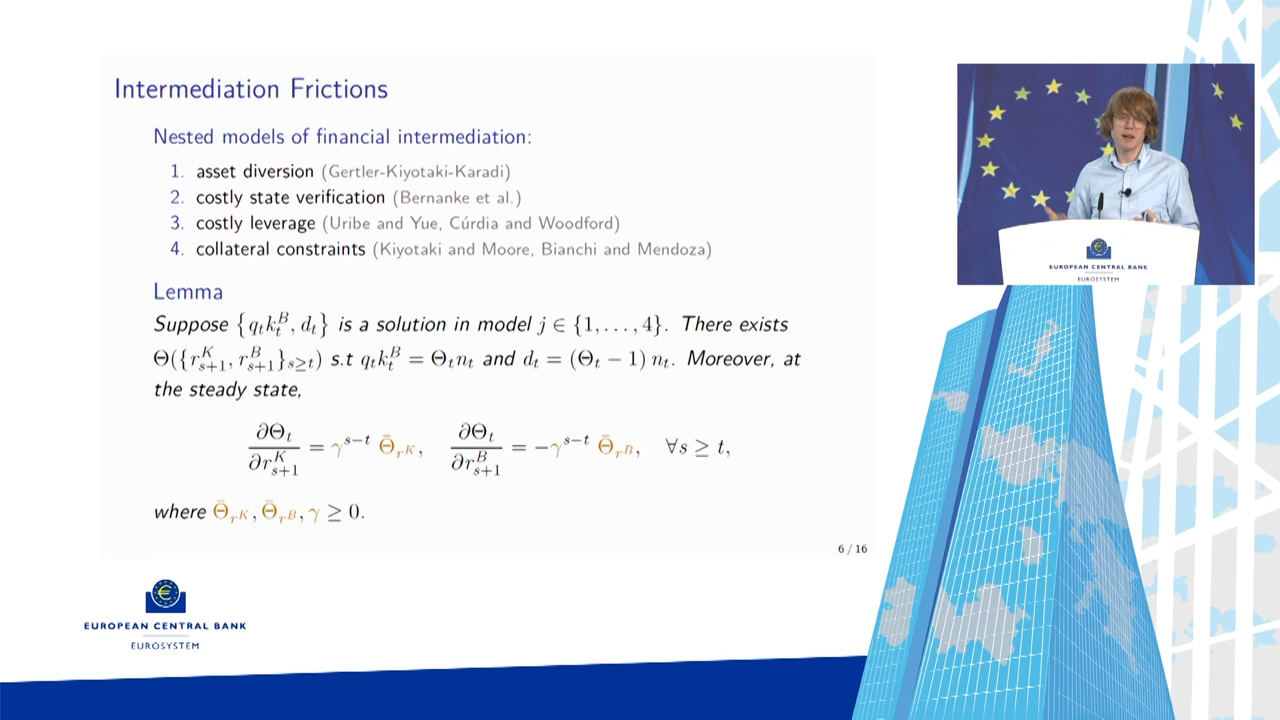 Intermediation Frictions
Nested models of financial intermediation:
1. asset diversion (Gertler-Kiyotaki-Karadi)
2. costly state verification (Bernanke et al.)
3. costly leverage (Uribe and Yue, Cúrdia and Woodford)
4. collateral constraints (Kiyotaki and Moore, Bianchi and Mendoza)
Lemma
Suppose {q_t k_t^B, d_t} is a solution in model j ∈ {1, . . . , 4}. There exists
Θ({r_{s+1}^K, r_{s+1}^B}_{s≥t}) s.t q_t k_t^B = Θ_t n_t and d_t = (Θ_t − 1) n_t. Moreover, at
the steady state,
∂Θ_t/∂r_{s+1}^K = γ^{s−t} Θ̄_{r^K}, ∂Θ_t/∂r_{s+1}^B = −γ^{s−t} Θ̄_{r^B}, ∀s ≥ t,
where Θ̄_{r^K}, Θ̄_{r^B}, γ ≥ 0.
6 / 16
EUROPEAN CENTRAL BANK
EUROSYSTEM
EUROPEAN CENTRAL BANK
EUROSYSTEM